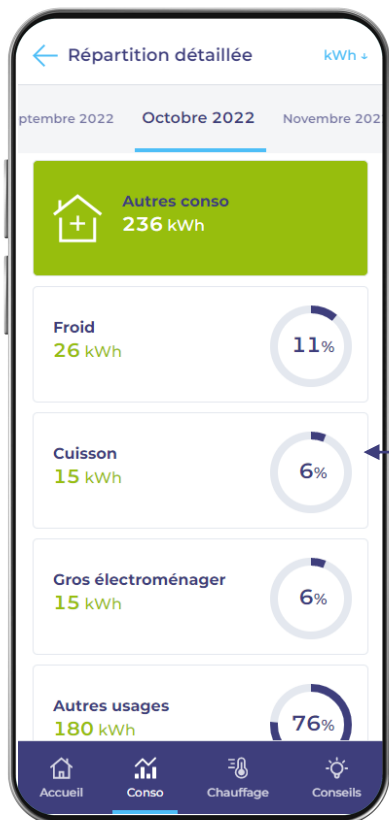 Répartition détaillée kWh ↓
ptembre 2022 Octobre 2022 Novembre 202
Autres conso
236 kWh
Froid
26 kWh
11%
Cuisson
15 kWh
6%
Gros électroménager
15 kWh
6%
Autres usages
180 kWh
76%
Accueil Conso Chauffage Conseils